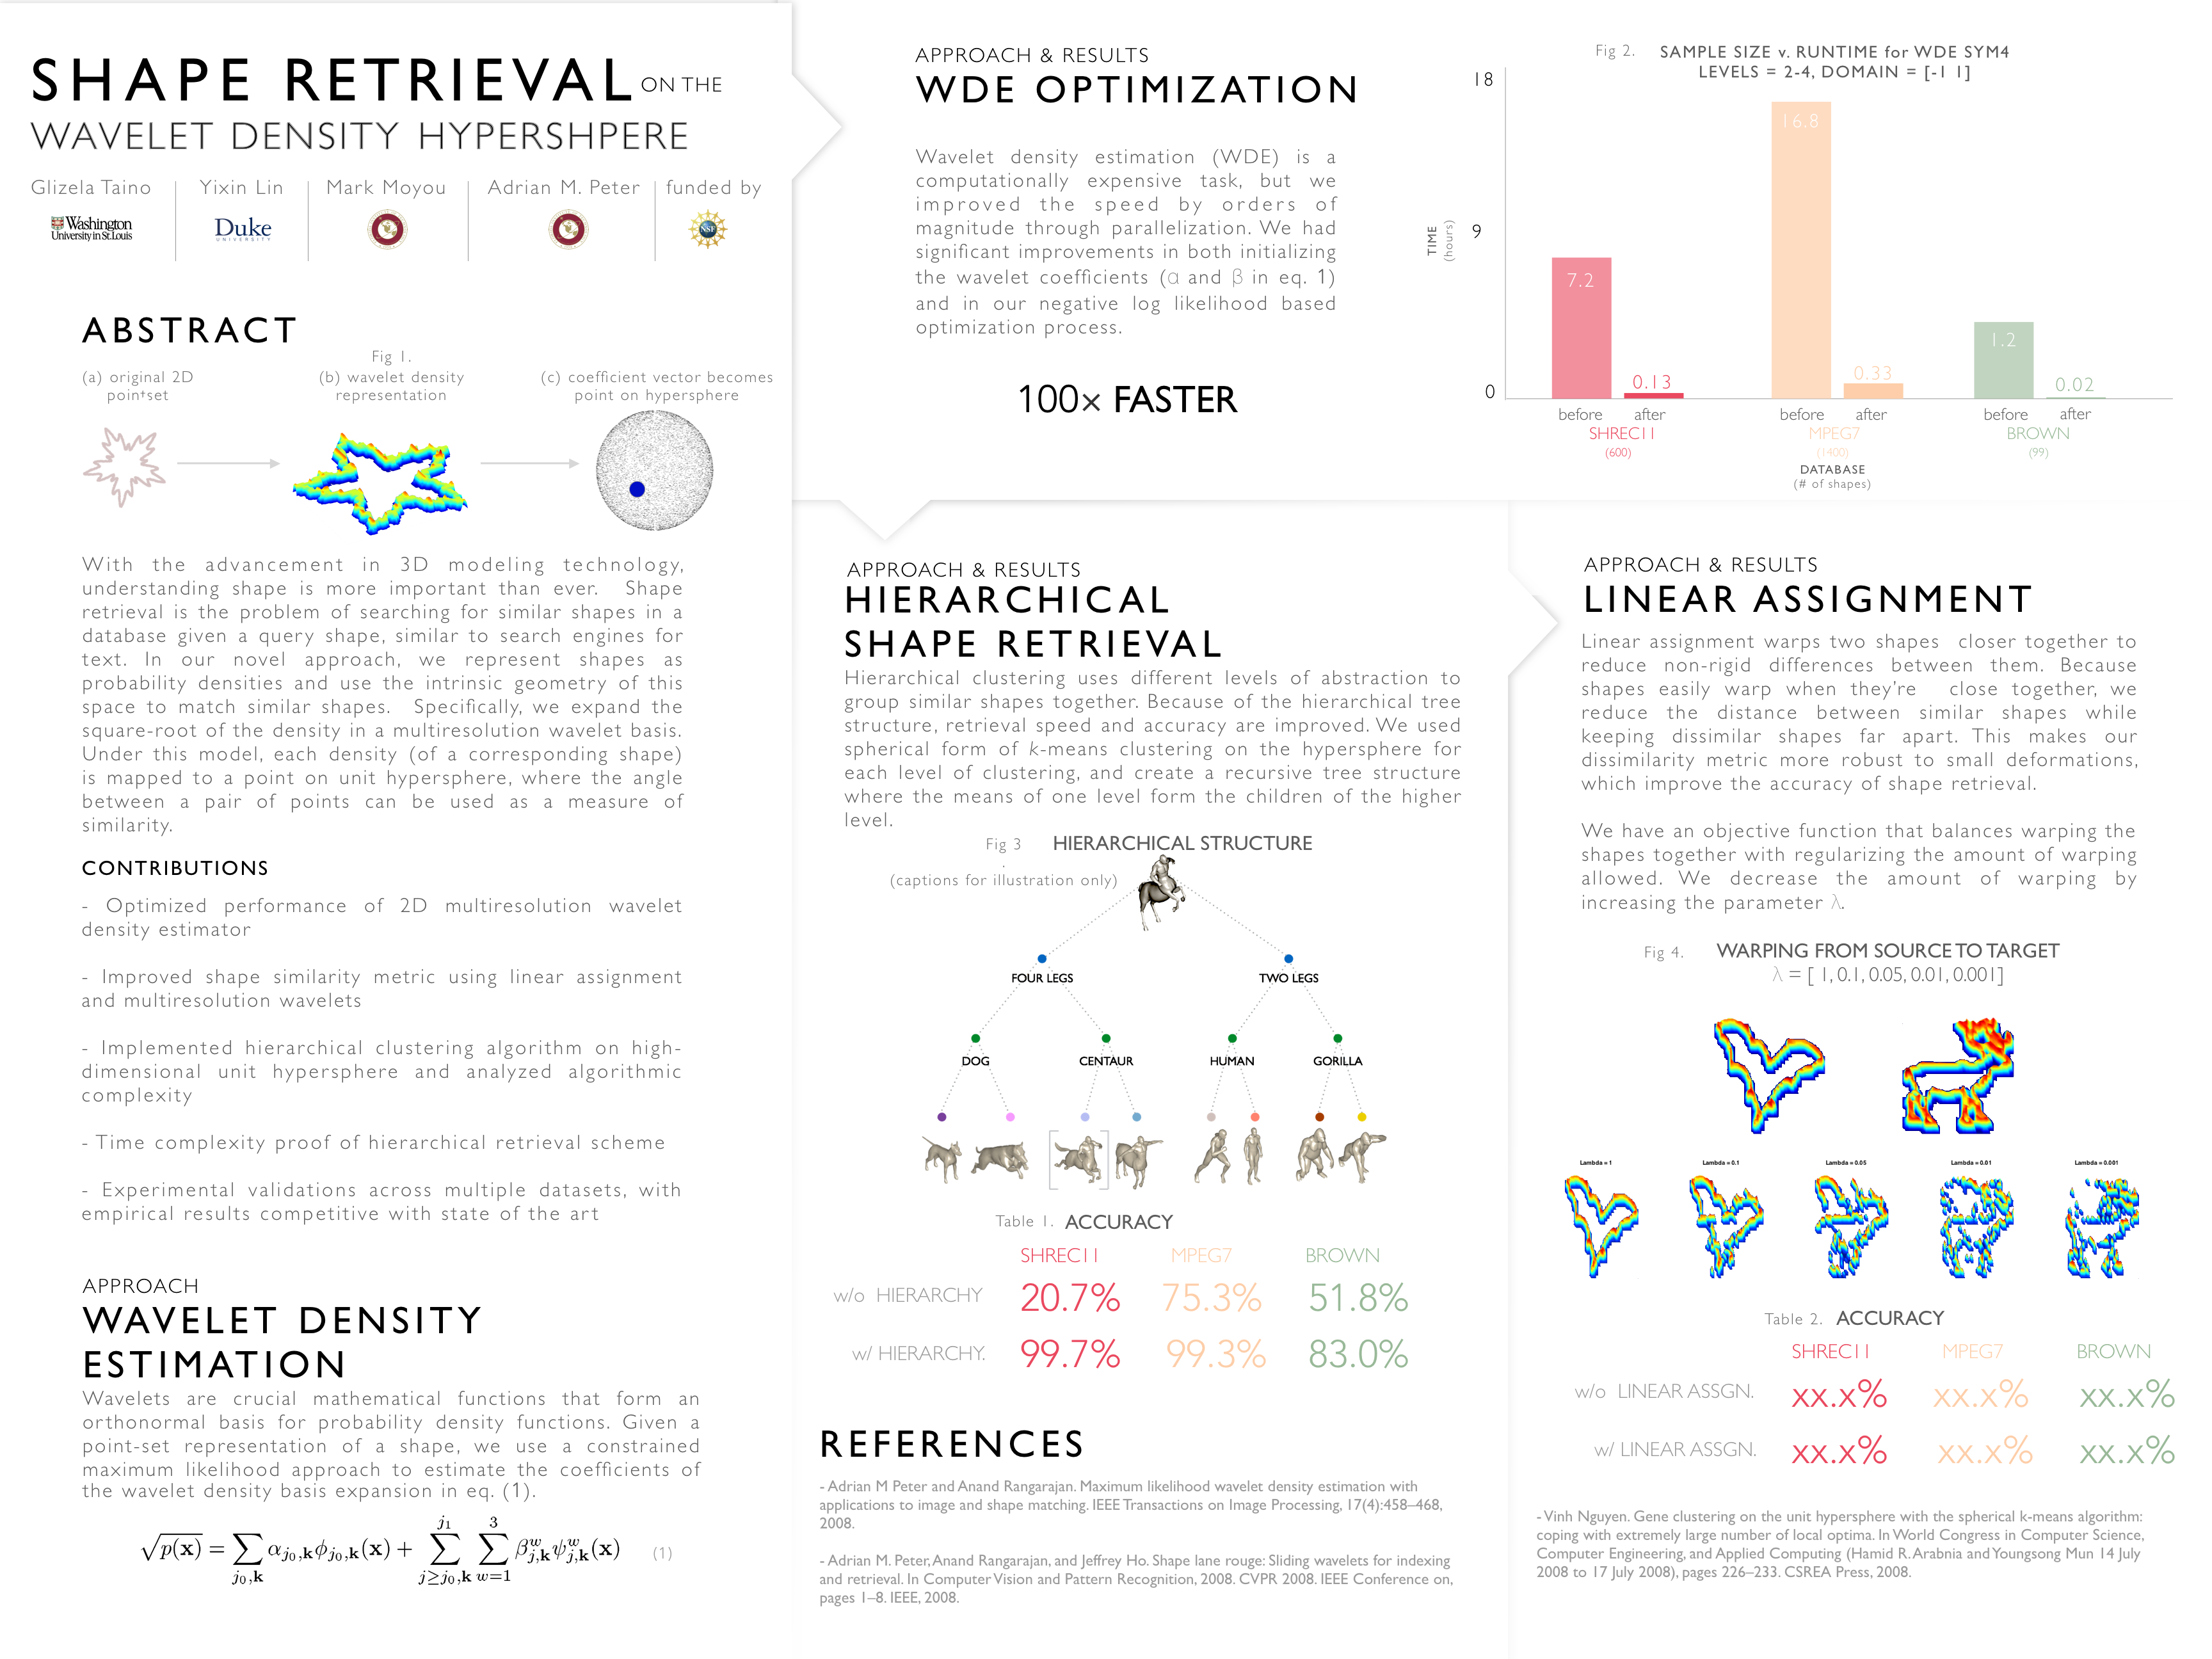 SHAPE RETRIEVAL ON THE
WAVELET DENSITY HYPERSHPERE
Glizela Taino
Yixin Lin
Mark Moyou
Adrian M. Peter
funded by
Washington
University in St. Louis
Duke
UNIVERSITY
NSF
ABSTRACT
Fig 1.
(a) original 2D
pointset
(b) wavelet density
representation
(c) coefficient vector becomes
point on hypersphere
With the advancement in 3D modeling technology,
understanding shape is more important than ever. Shape
retrieval is the problem of searching for similar shapes in a
database given a query shape, similar to search engines for
text. In our novel approach, we represent shapes as
probability densities and use the intrinsic geometry of this
space to match similar shapes. Specifically, we expand the
square-root of the density in a multiresolution wavelet basis.
Under this model, each density (of a corresponding shape)
is mapped to a point on unit hypersphere, where the angle
between a pair of points can be used as a measure of
similarity.
CONTRIBUTIONS
- Optimized performance of 2D multiresolution wavelet
density estimator
- Improved shape similarity metric using linear assignment
and multiresolution wavelets
- Implemented hierarchical clustering algorithm on high-
dimensional unit hypersphere and analyzed algorithmic
complexity
- Time complexity proof of hierarchical retrieval scheme
- Experimental validations across multiple datasets, with
empirical results competitive with state of the art
APPROACH
WAVELET DENSITY
ESTIMATION
Wavelets are crucial mathematical functions that form an
orthonormal basis for probability density functions. Given a
point-set representation of a shape, we use a constrained
maximum likelihood approach to estimate the coefficients of
the wavelet density basis expansion in eq. (1).
√p(x) = ∑_{j₀,k} α_{j₀,k} ϕ_{j₀,k}(x) + ∑_{j≥j₀,k}^{j₁} ∑_{w=1}^{3} β^w_{j,k} ψ^w_{j,k}(x) (1)
APPROACH & RESULTS
WDE OPTIMIZATION
Wavelet density estimation (WDE) is a
computationally expensive task, but we
improved the speed by orders of
magnitude through parallelization. We had
significant improvements in both initializing
the wavelet coefficients (α and β in eq. 1)
and in our negative log likelihood based
optimization process.
100× FASTER
Fig 2. SAMPLE SIZE v. RUNTIME for WDE SYM4
LEVELS = 2-4, DOMAIN = [-1 1]
18
9
0
TIME
(hours)
7.2
0.13
16.8
0.33
1.2
0.02
before after
before after
before after
SHREC11
MPEG7
BROWN
(600)
(1400)
(99)
DATABASE
(# of shapes)
APPROACH & RESULTS
HIERARCHICAL
SHAPE RETRIEVAL
Hierarchical clustering uses different levels of abstraction to
group similar shapes together. Because of the hierarchical tree
structure, retrieval speed and accuracy are improved. We used
spherical form of k-means clustering on the hypersphere for
each level of clustering, and create a recursive tree structure
where the means of one level form the children of the higher
level.
Fig 3
.
HIERARCHICAL STRUCTURE
(captions for illustration only)
FOUR LEGS
TWO LEGS
DOG
CENTAUR
HUMAN
GORILLA
Table 1. ACCURACY
SHREC11 MPEG7 BROWN
w/o HIERARCHY 20.7% 75.3% 51.8%
w/ HIERARCHY. 99.7% 99.3% 83.0%
REFERENCES
- Adrian M Peter and Anand Rangarajan. Maximum likelihood wavelet density estimation with
applications to image and shape matching. IEEE Transactions on Image Processing, 17(4):458–468,
2008.
- Adrian M. Peter, Anand Rangarajan, and Jeffrey Ho. Shape lane rouge: Sliding wavelets for indexing
and retrieval. In Computer Vision and Pattern Recognition, 2008. CVPR 2008. IEEE Conference on,
pages 1–8. IEEE, 2008.
APPROACH & RESULTS
LINEAR ASSIGNMENT
Linear assignment warps two shapes closer together to
reduce non-rigid differences between them. Because
shapes easily warp when they're close together, we
reduce the distance between similar shapes while
keeping dissimilar shapes far apart. This makes our
dissimilarity metric more robust to small deformations,
which improve the accuracy of shape retrieval.
We have an objective function that balances warping the
shapes together with regularizing the amount of warping
allowed. We decrease the amount of warping by
increasing the parameter λ.
Fig 4. WARPING FROM SOURCE TO TARGET
λ = [ 1, 0.1, 0.05, 0.01, 0.001]
Lambda = 1
Lambda = 0.1
Lambda = 0.05
Lambda = 0.01
Lambda = 0.001
Table 2. ACCURACY
SHREC11 MPEG7 BROWN
w/o LINEAR ASSGN. xx.x% xx.x% xx.x%
w/ LINEAR ASSGN. xx.x% xx.x% xx.x%
- Vinh Nguyen. Gene clustering on the unit hypersphere with the spherical k-means algorithm:
coping with extremely large number of local optima. In World Congress in Computer Science,
Computer Engineering, and Applied Computing (Hamid R. Arabnia and Youngsong Mun 14 July
2008 to 17 July 2008), pages 226–233. CSREA Press, 2008.